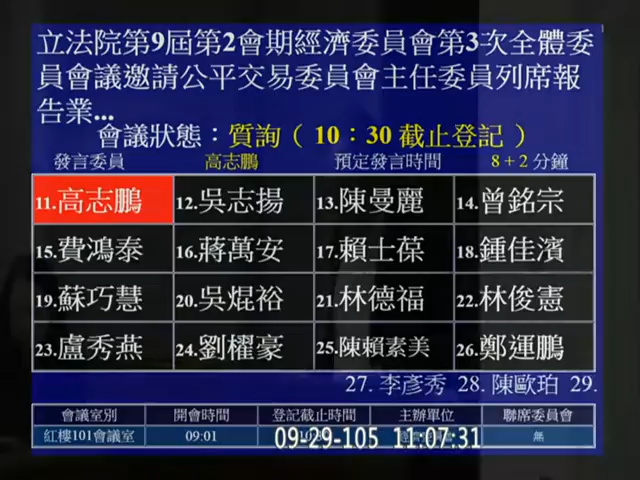 立法院第9屆第2會期經濟委員會第3次全體委
員會議邀請公平交易委員會主任委員列席報
告業...
會議狀態：質詢（10：30截止登記）
發言委員 高志鵬 預定發言時間 8+2 分鐘
11.高志鵬 12.吳志揚 13.陳曼麗 14.曾銘宗
15.費鴻泰 16.蔣萬安 17.賴士葆 18.鍾佳濱
19.蘇巧慧 20.吳焜裕 21.林德福 22.林俊憲
23.盧秀燕 24.劉櫂豪 25.陳賴素美 26.鄭運鵬
27. 李彥秀 28. 陳歐珀 29.
會議室別 開會時間 登記截止時間 主辦單位 聯席委員會
紅樓101會議室 09:01 無
09-29-105 11:07:31